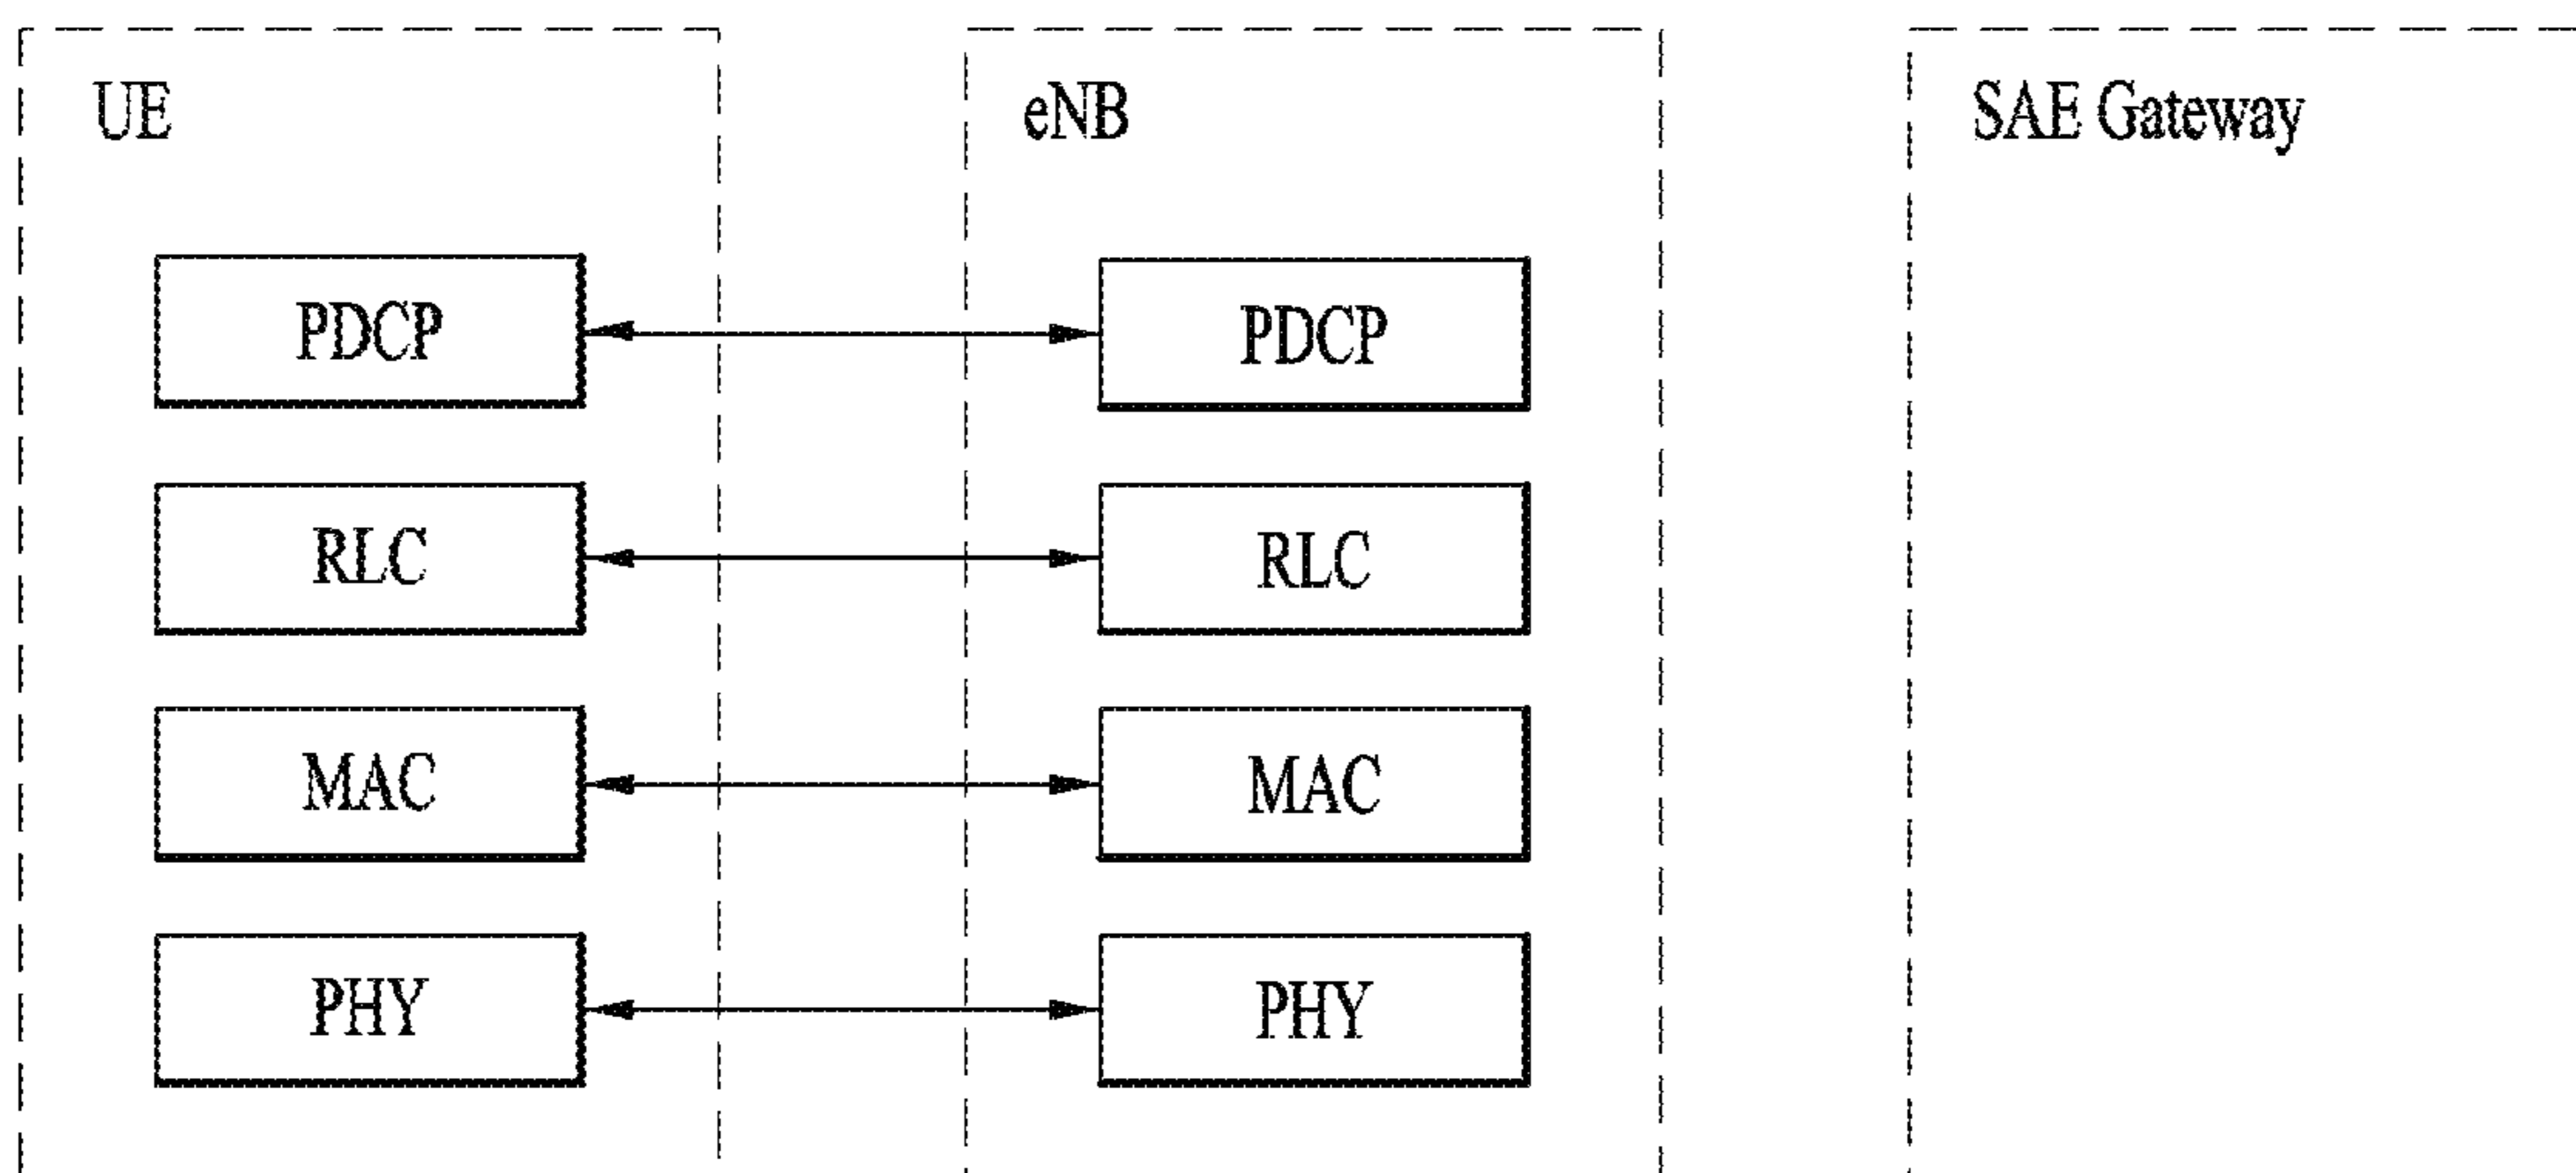 UE
eNB
SAE Gateway
PDCP
PDCP
RLC
RLC
MAC
MAC
PHY
PHY